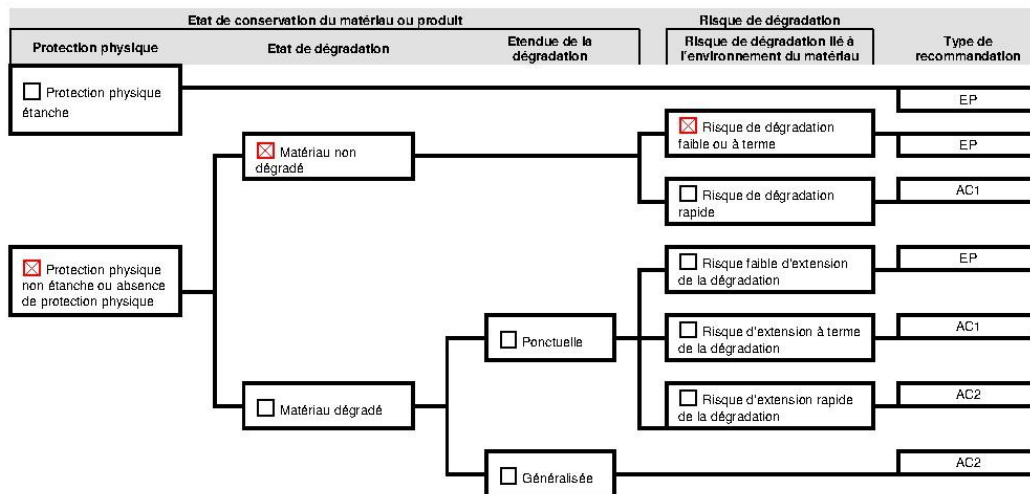 Etat de conservation du matériau ou produit
Risque de dégradation
Protection physique
Etat de dégradation
Etendue de la
dégradation
Risque de dégradation lié à
l'environnement du matériau
Type de
recommandation
Protection physique
étanche
EP
Matériau non
dégradé
Risque de dégradation
faible ou à terme
EP
Risque de dégradation
rapide
AC1
Protection physique
non étanche ou absence
de protection physique
Risque faible d'extension
de la dégradation
EP
Ponctuelle
Risque d'extension à terme
de la dégradation
AC1
Matériau dégradé
Risque d'extension rapide
de la dégradation
AC2
Généralisée
AC2